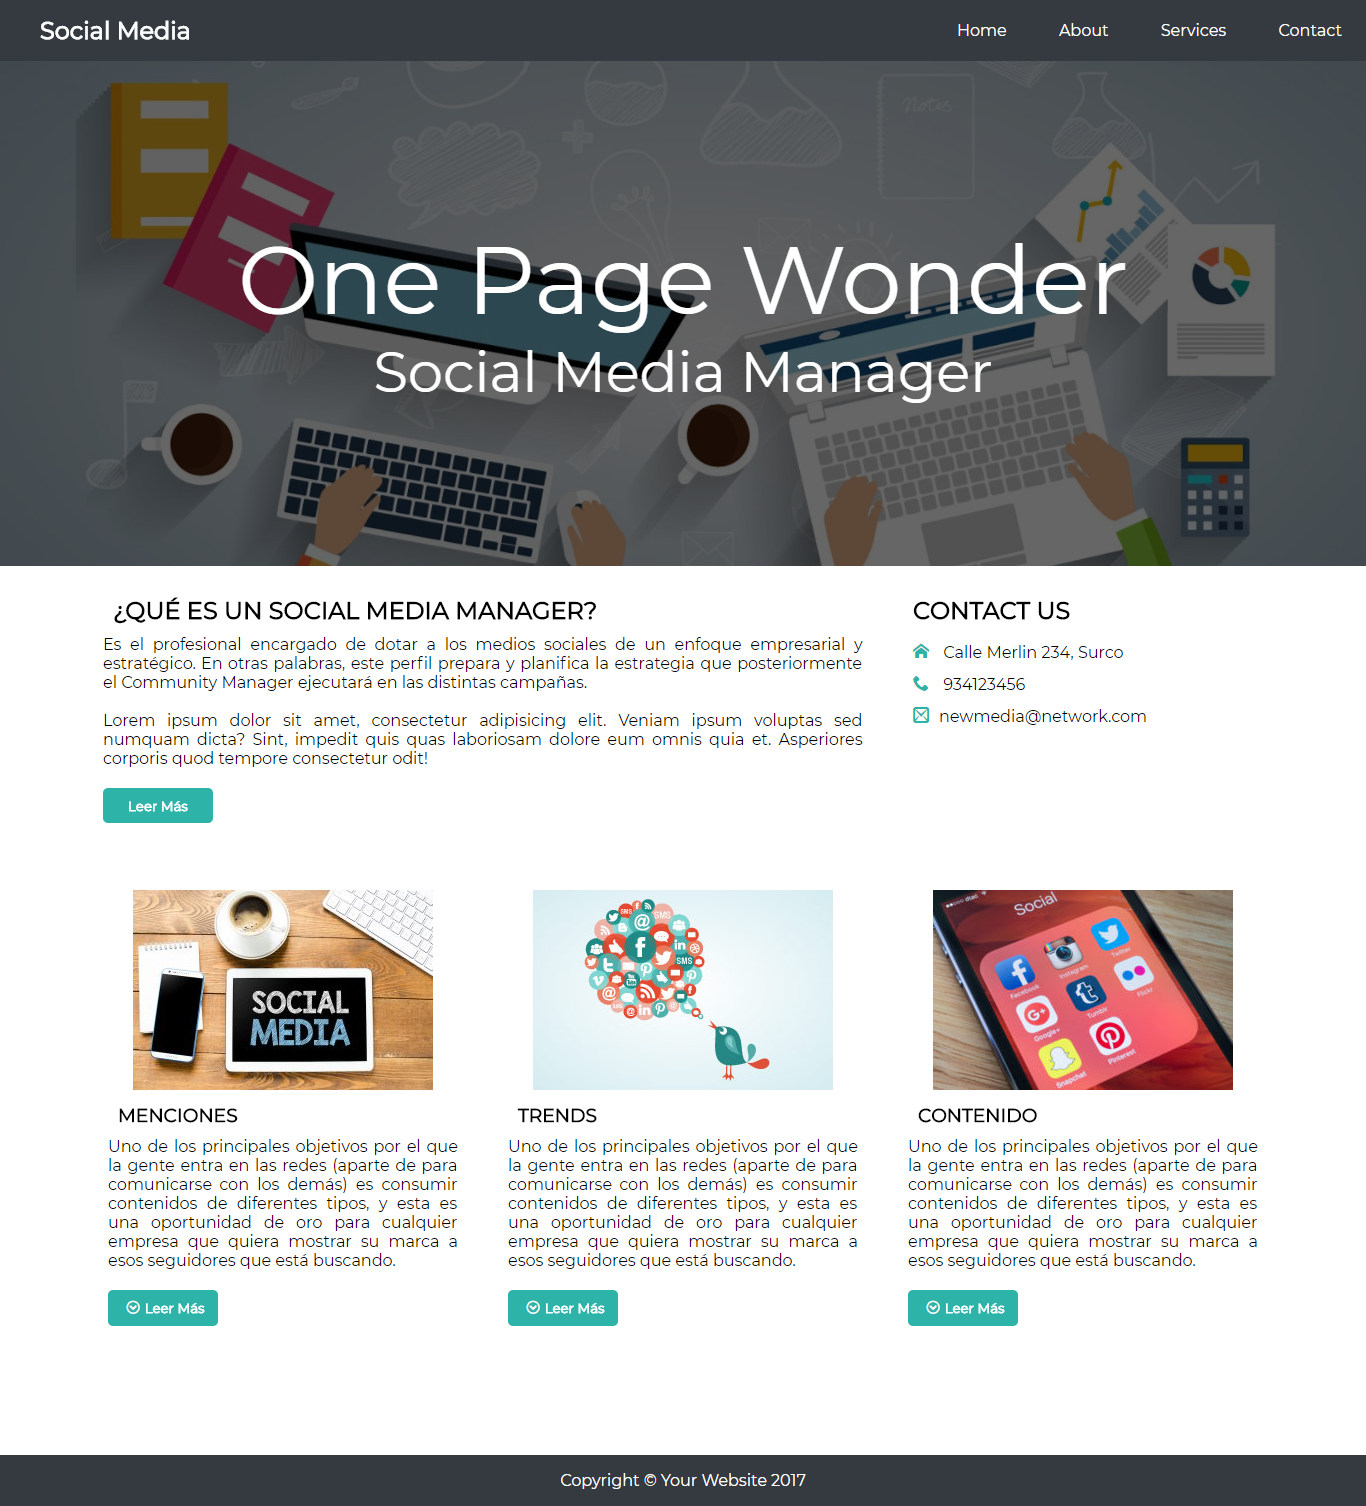 Social Media
Home About Services Contact
Notes
One Page Wonder
Social Media Manager
¿QUÉ ES UN SOCIAL MEDIA MANAGER?
Es el profesional encargado de dotar a los medios sociales de un enfoque empresarial y
estratégico. En otras palabras, este perfil prepara y planifica la estrategia que posteriormente
el Community Manager ejecutará en las distintas campañas.
Lorem ipsum dolor sit amet, consectetur adipisicing elit. Veniam ipsum voluptas sed
numquam dicta? Sint, impedit quis quas laboriosam dolore eum omnis quia et. Asperiores
corporis quod tempore consectetur odit!
Leer Más
CONTACT US
Calle Merlin 234, Surco
934123456
newmedia@network.com
SOCIAL
MEDIA
MENCIONES
Uno de los principales objetivos por el que
la gente entra en las redes (aparte de para
comunicarse con los demás) es consumir
contenidos de diferentes tipos, y esta es
una oportunidad de oro para cualquier
empresa que quiera mostrar su marca a
esos seguidores que está buscando.
Leer Más
SMS
SMS
SMS
TRENDS
Uno de los principales objetivos por el que
la gente entra en las redes (aparte de para
comunicarse con los demás) es consumir
contenidos de diferentes tipos, y esta es
una oportunidad de oro para cualquier
empresa que quiera mostrar su marca a
esos seguidores que está buscando.
Leer Más
Social
Facebook Instagram Twitter
Google+ Tumblr Flickr
Snapchat Pinterest
CONTENIDO
Uno de los principales objetivos por el que
la gente entra en las redes (aparte de para
comunicarse con los demás) es consumir
contenidos de diferentes tipos, y esta es
una oportunidad de oro para cualquier
empresa que quiera mostrar su marca a
esos seguidores que está buscando.
Leer Más
Copyright © Your Website 2017